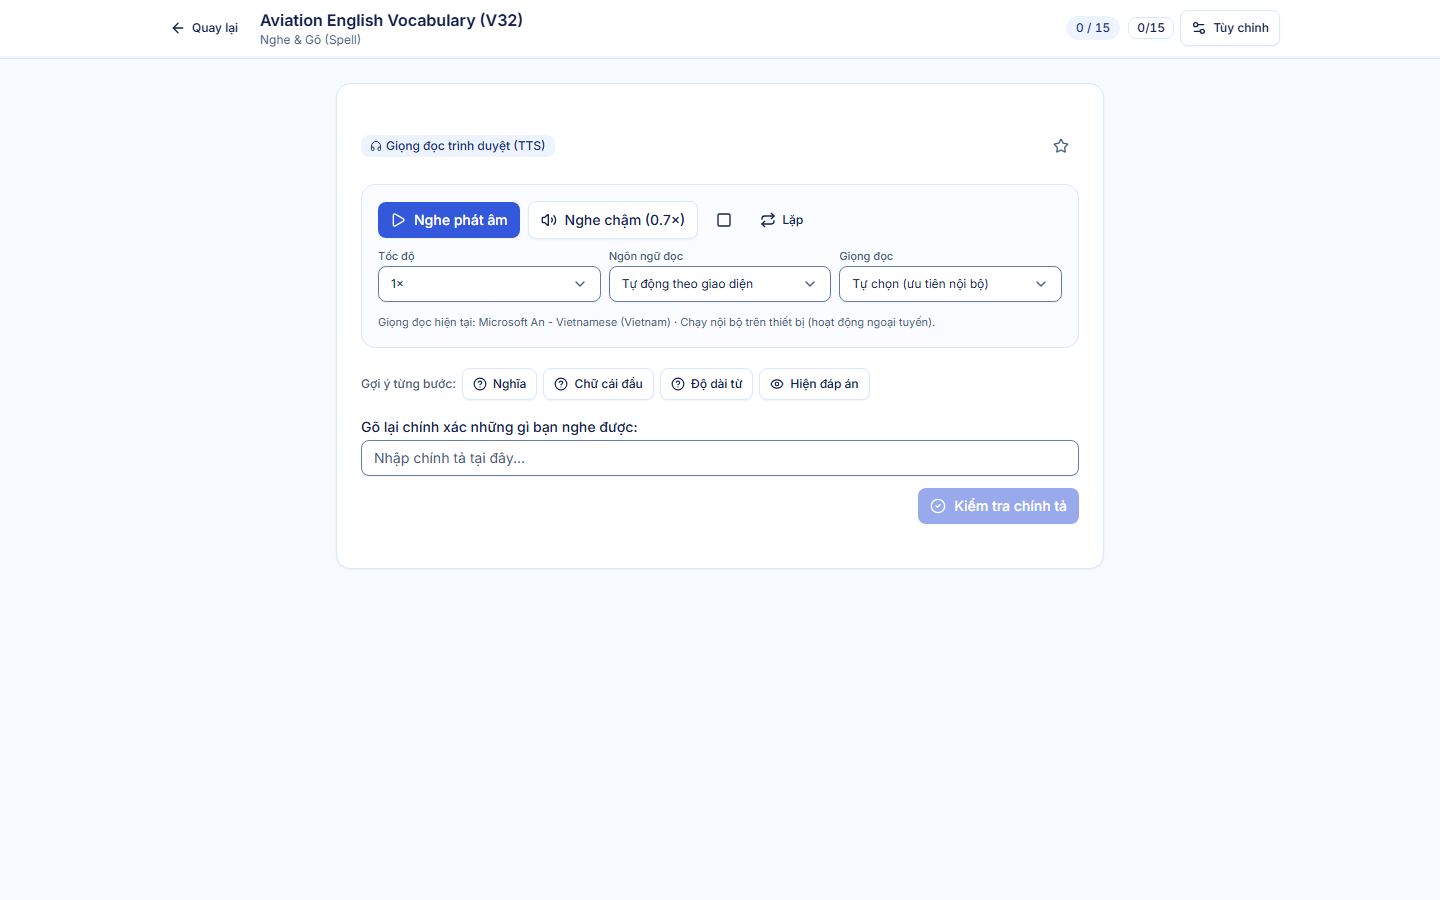 Quay lại
Aviation English Vocabulary (V32)
Nghe & Gõ (Spell)
0 / 15
0/15
Tùy chỉnh
Giọng đọc trình duyệt (TTS)
Nghe phát âm
Nghe chậm (0.7×)
Lặp
Tốc độ
Ngôn ngữ đọc
Giọng đọc
1×
Tự động theo giao diện
Tự chọn (ưu tiên nội bộ)
Giọng đọc hiện tại: Microsoft An - Vietnamese (Vietnam) · Chạy nội bộ trên thiết bị (hoạt động ngoại tuyến).
Gợi ý từng bước:
Nghĩa
Chữ cái đầu
Độ dài từ
Hiện đáp án
Gõ lại chính xác những gì bạn nghe được:
Nhập chính tả tại đây...
Kiểm tra chính tả